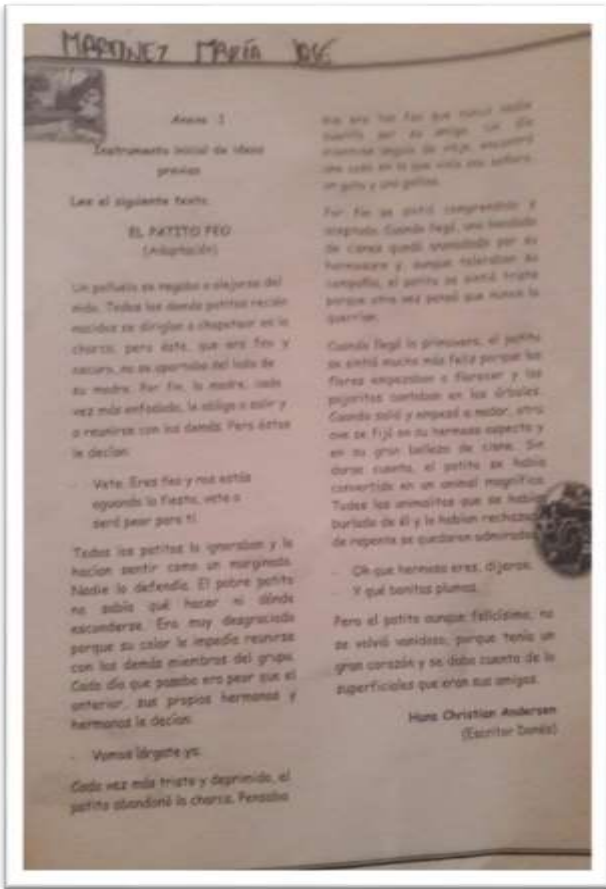 MARTINEZ MARÍA JOSÉ
Anexo 1
Instrumento inicial de ideas
previas
Lee el siguiente texto.
EL PATITO FEO
(Adaptación)
Un polluelo se negaba a alejarse del
nido. Todos los demás patitos recién
nacidos se dirigían a chapotear en la
charca, pero éste, que era feo y
oscuro, no se apartaba del lado de
su madre. Por fin, la madre, cada
vez más enfadada, le obligo a salir y
a reunirse con los demás. Pero éstos
le decían:
- Vete. Eres feo y nos estás
aguando la fiesta, vete o
será peor para ti.
Todos los patitos lo ignoraban y lo
hacían sentir como un marginado.
Nadie lo defendía. El pobre patito
no sabía qué hacer ni dónde
esconderse. Era muy desgraciado
porque su color le impedía reunirse
con los demás miembros del grupo.
Cada día que pasaba era peor que el
anterior, sus propios hermanos y
hermanas le decían:
- Vamos lárgate ya.
Cada vez más triste y deprimido, el
patito abandonó la charca. Pensaba
que era tan feo que nunca nadie
querría ser su amigo. Un día
mientras seguía de viaje, encontró
una casa en la que vivía una señora,
un gato y una gallina.
Por fin se sintió comprendido y
aceptado. Cuando llegó, una bandada
de cisnes quedó anonadado por su
hermosura y, aunque toleraban su
compañía, el patito se sintió triste
porque otra vez pensó que nunca lo
querrían.
Cuando llegó la primavera, el patito
se sintió mucho más feliz porque las
flores empezaban a florecer y los
pajaritos cantaban en los árboles.
Cuando salió y empezó a nadar, otra
ave se fijó en su hermoso aspecto y
en su gran belleza de cisne. Sin
darse cuenta, el patito se había
convertido en un animal magnífico.
Todos los animalitos que se habían
burlado de él y lo habían
de repente se quedaron
- Oh que hermoso eres, dijeron.
- Y qué bonitas plumas.
Pero el patito aunque felicísimo, no
se volvió vanidoso, porque tenía un
gran corazón y se daba cuenta de lo
superficiales que eran sus amigos.
Hans Christian Andersen
(Escritor Danés)